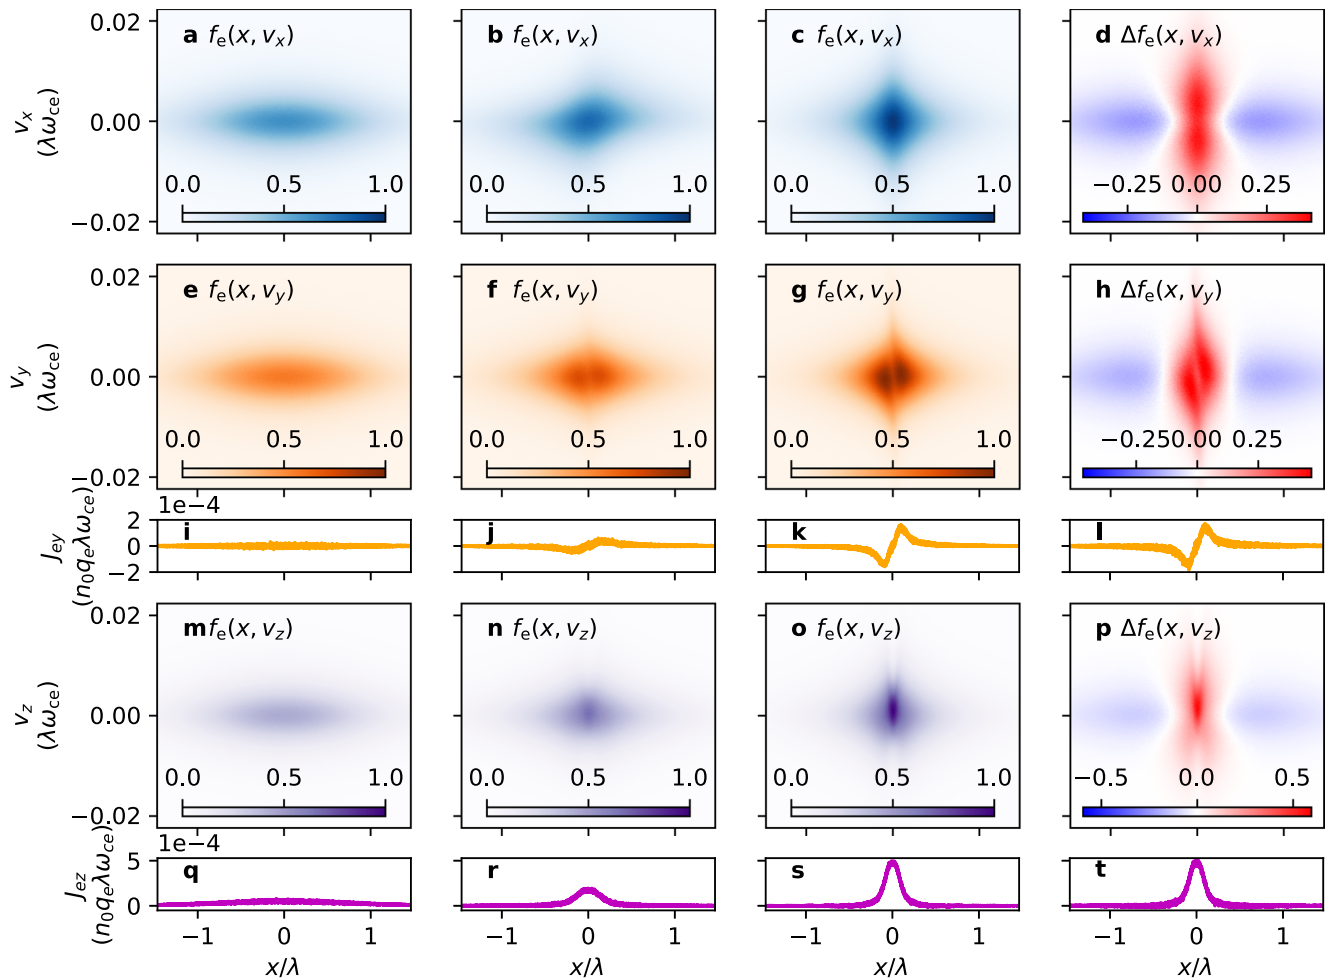 0.02
0.00
−0.02
v_x
(λω_ce)
a f_e(x, v_x)
0.0 0.5 1.0
b f_e(x, v_x)
0.0 0.5 1.0
c f_e(x, v_x)
0.0 0.5 1.0
d Δf_e(x, v_x)
−0.25 0.00 0.25
0.02
0.00
−0.02
v_y
(λω_ce)
e f_e(x, v_y)
0.0 0.5 1.0
f f_e(x, v_y)
0.0 0.5 1.0
g f_e(x, v_y)
0.0 0.5 1.0
h Δf_e(x, v_y)
−0.25 0.00 0.25
1e−4
2
0
−2
J_ey
(n_0q_eλω_ce)
i
j
k
l
0.02
0.00
−0.02
v_z
(λω_ce)
m f_e(x, v_z)
0.0 0.5 1.0
n f_e(x, v_z)
0.0 0.5 1.0
o f_e(x, v_z)
0.0 0.5 1.0
p Δf_e(x, v_z)
−0.5 0.0 0.5
1e−4
5
0
J_ez
(n_0q_eλω_ce)
q
r
s
t
−1 0 1
−1 0 1
−1 0 1
−1 0 1
x/λ
x/λ
x/λ
x/λ